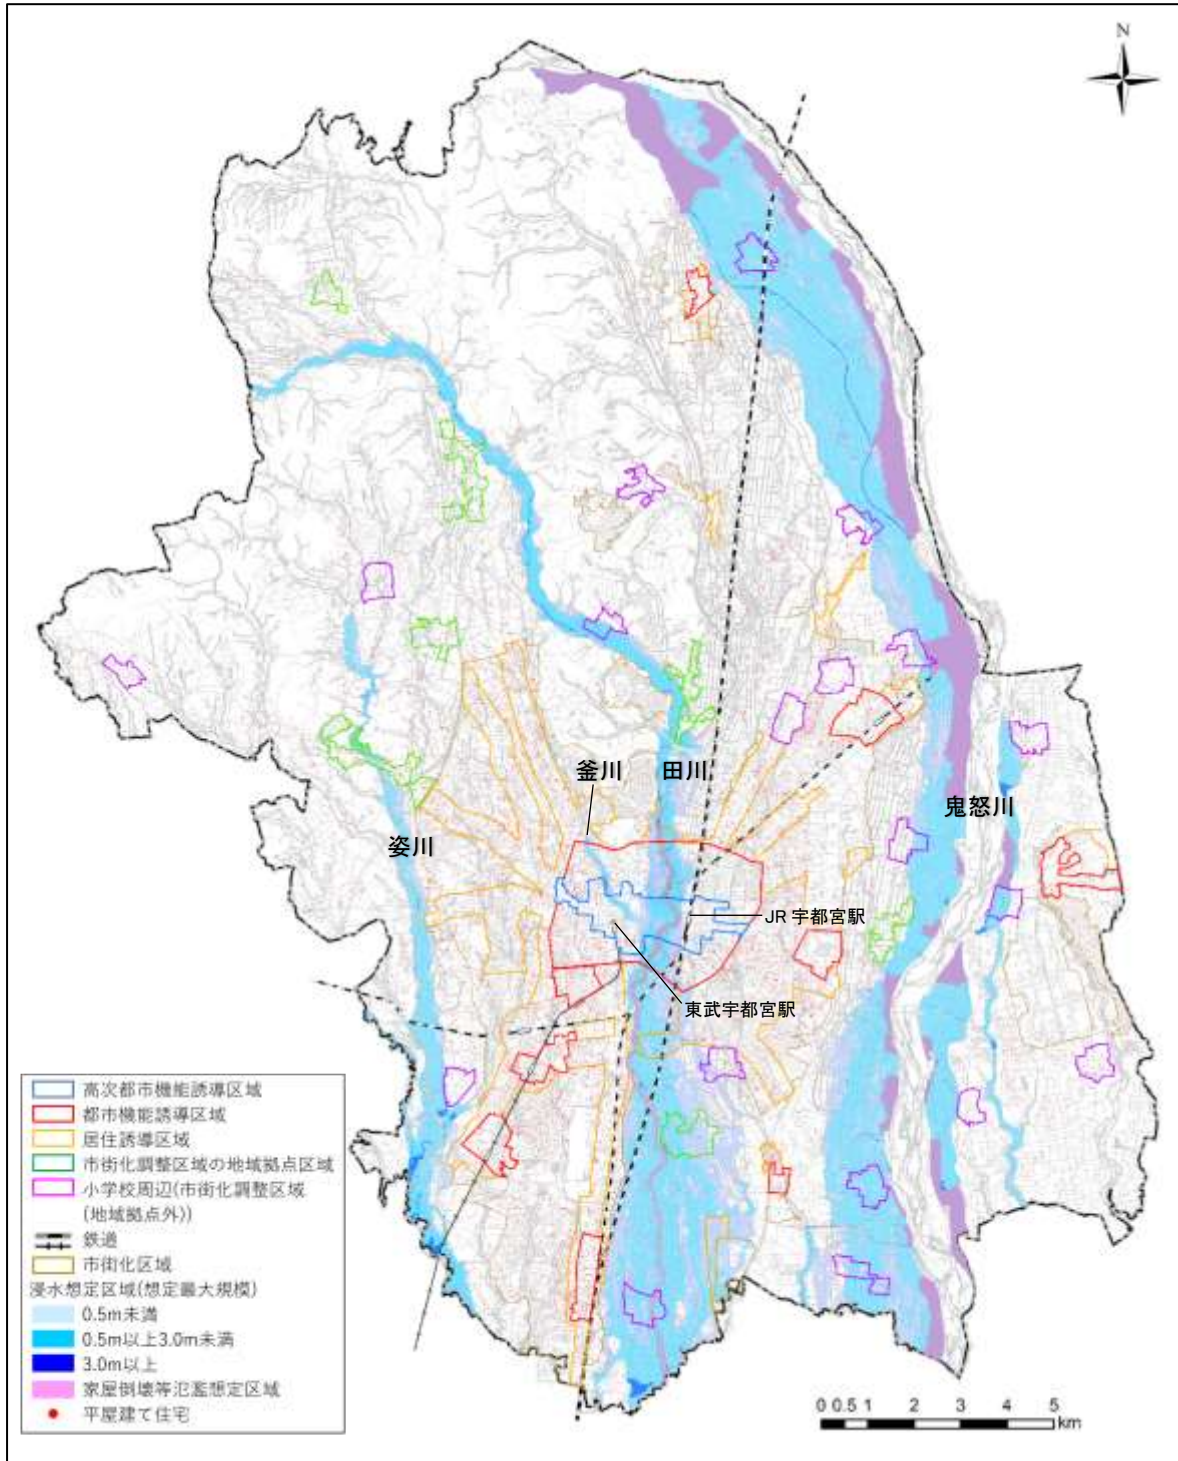 N
釜川
田川
鬼怒川
姿川
JR 宇都宮駅
東武宇都宮駅
高次都市機能誘導区域
都市機能誘導区域
居住誘導区域
市街化調整区域の地域拠点区域
小学校周辺(市街化調整区域
(地域拠点外))
鉄道
市街化区域
浸水想定区域(想定最大規模)
0.5m未満
0.5m以上3.0m未満
3.0m以上
家屋倒壊等氾濫想定区域
平屋建て住宅
0 0.5 1 2 3 4 5
km